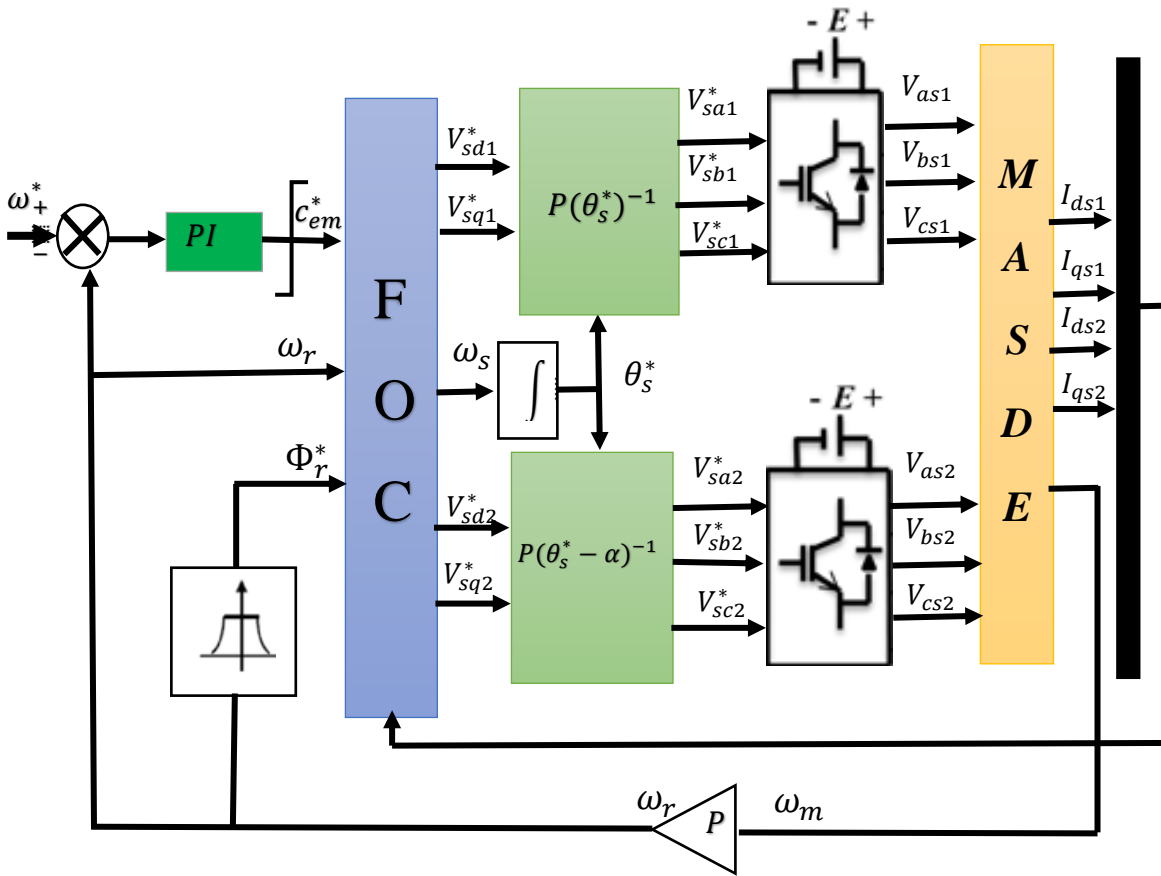 - E +
V*sa1
Vas1
V*sd1
V*sb1
Vbs1
M
ω*
+
−
c*em
PI
V*sq1
P(θ*s)⁻¹
V*sc1
Vcs1
Ids1
A
Iqs1
F
ωr
ωs
∫
θ*s
S
Ids2
O
- E +
Iqs2
D
Φ*r
V*sa2
Vas2
C
V*sd2
P(θ*s − α)⁻¹
V*sb2
Vbs2
E
V*sq2
V*sc2
Vcs2
ωr
P
ωm